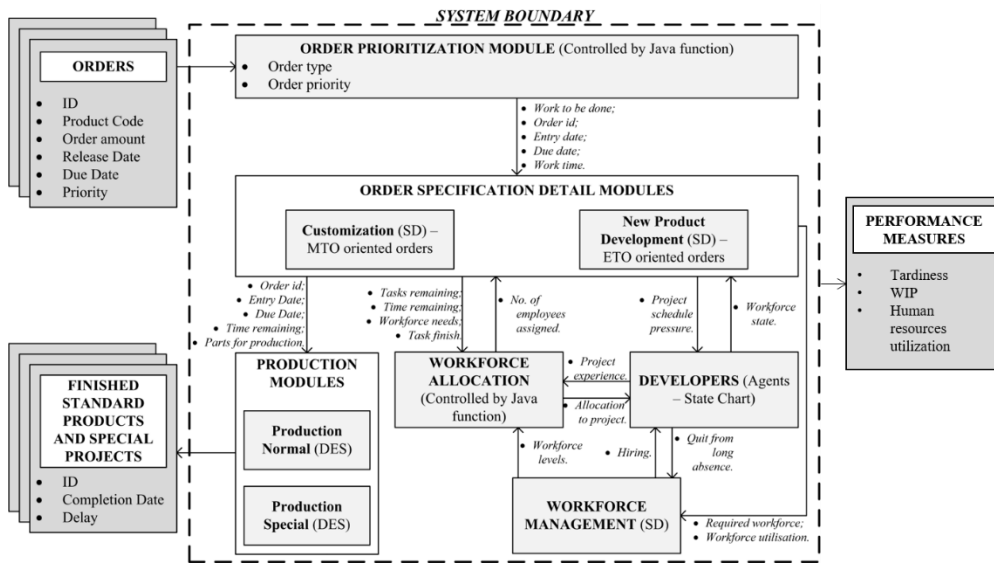 SYSTEM BOUNDARY
ORDERS
• ID
• Product Code
• Order amount
• Release Date
• Due Date
• Priority
ORDER PRIORITIZATION MODULE (Controlled by Java function)
• Order type
• Order priority
• Work to be done;
• Order id;
• Entry date;
• Due date;
• Work time.
ORDER SPECIFICATION DETAIL MODULES
Customization (SD) –
MTO oriented orders
New Product
Development (SD) –
ETO oriented orders
PERFORMANCE
MEASURES
• Tardiness
• WIP
• Human
resources
utilization
• Order id;
• Entry Date;
• Due Date;
• Time remaining;
• Parts for production.
• Tasks remaining;
• Time remaining;
• Workforce needs;
• Task finish.
• No. of
employees
assigned.
• Project
schedule
pressure.
• Workforce
state.
FINISHED
STANDARD
PRODUCTS
AND SPECIAL
PROJECTS
• ID
• Completion Date
• Delay
PRODUCTION
MODULES
Production
Normal (DES)
Production
Special (DES)
WORKFORCE
ALLOCATION
(Controlled by Java
function)
• Project
experience.
• Allocation
to project.
DEVELOPERS (Agents
– State Chart)
• Workforce
levels.
• Hiring.
• Quit from
long
absence.
WORKFORCE
MANAGEMENT (SD)
• Required workforce;
• Workforce utilisation.